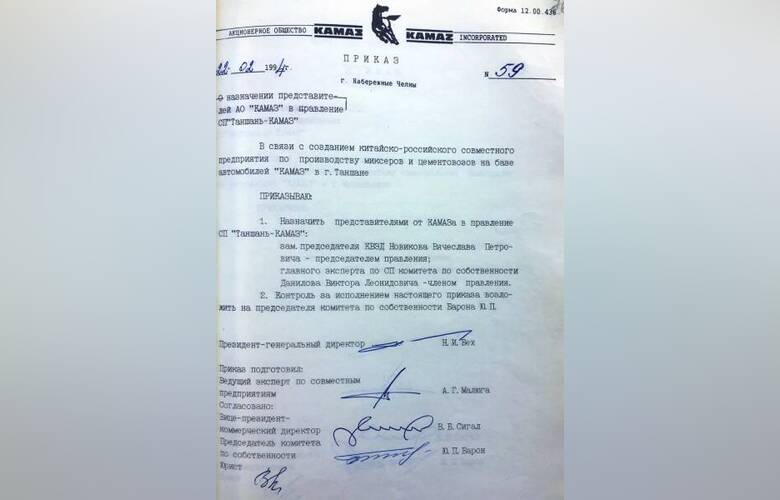 Форма 12.00.436
АКЦИОНЕРНОЕ ОБЩЕСТВО КАМАЗ KAMAZ INCORPORATED
ПРИКАЗ
22. 02 1994г. N 59
г. Набережные Челны
О назначении представите-
лей АО "КАМАЗ" в правление
СП"Таншань-КАМАЗ"
В связи с созданием китайско-российского совместного
предприятия по производству миксеров и цементовозов на базе
автомобилей "КАМАЗ" в г.Таншане
ПРИКАЗЫВАЮ:
1. Назначить представителями от КАМАЗа в правление
СП "Таншань-КАМАЗ":
зам.председателя КВЭД Новикова Вячеслава Петро-
вича - председателем правления;
главного эксперта по СП комитета по собственности
Данилова Виктора Леонидовича -членом правления.
2. Контроль за исполнением настоящего приказа возло-
жить на председателя комитета по собственности Барона Ю.П.
Президент-генеральный директор Н.И.Бех
Приказ подготовил:
Ведущий эксперт по совместным
предприятиям А.Г.Малюга
Согласовано:
Вице-президент-
коммерческий директор В.В.Сигал
Председатель комитета
по собственности Ю.П.Барон
Юрист